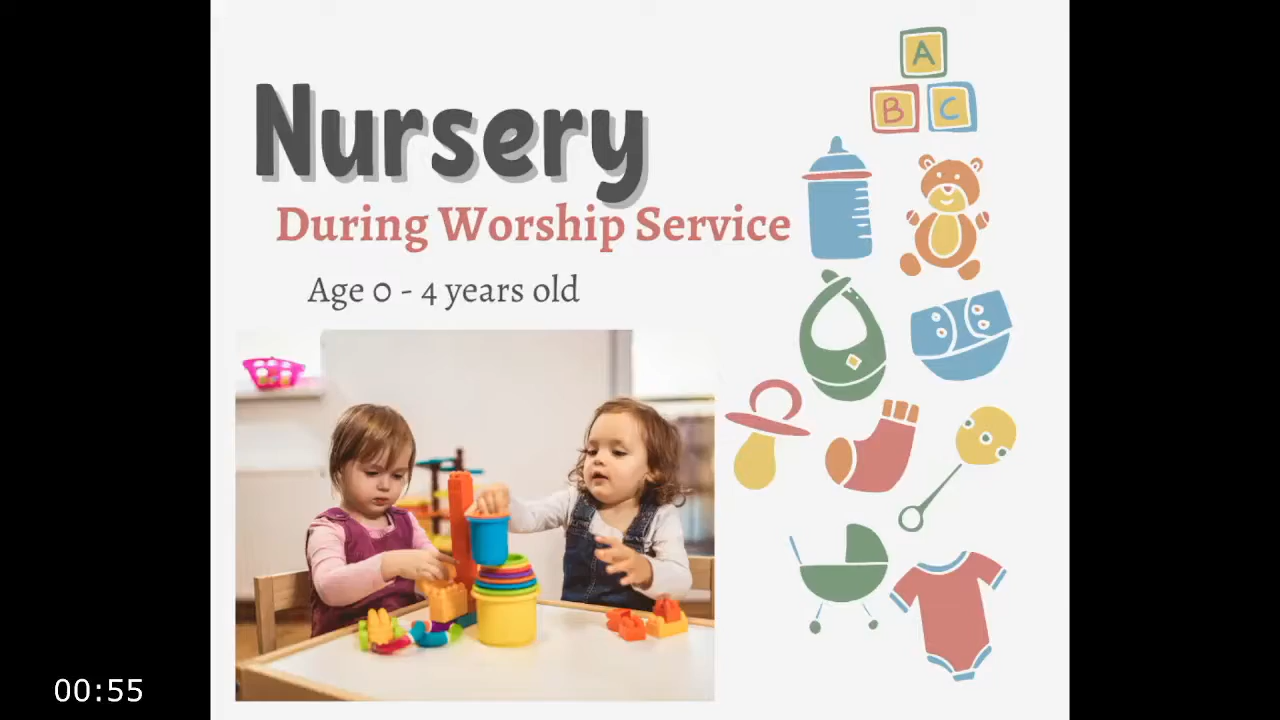 Nursery
During Worship Service
Age 0 - 4 years old
A
B C
00:55